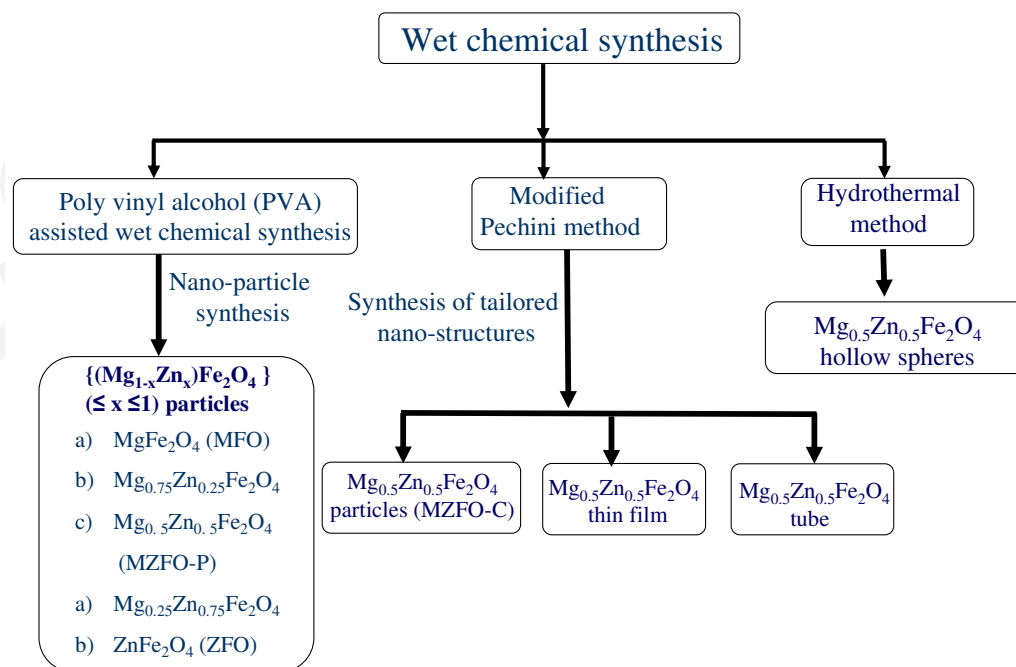 Wet chemical synthesis
Poly vinyl alcohol (PVA)
assisted wet chemical synthesis
Modified
Pechini method
Hydrothermal
method
Nano-particle
synthesis
Synthesis of tailored
nano-structures
Mg₀.₅Zn₀.₅Fe₂O₄
hollow spheres
{(Mg₁₋ₓZnₓ)Fe₂O₄ }
(≤ x ≤1) particles
a) MgFe₂O₄ (MFO)
b) Mg₀.₇₅Zn₀.₂₅Fe₂O₄
c) Mg₀. ₅Zn₀. ₅Fe₂O₄
(MZFO-P)
a) Mg₀.₂₅Zn₀.₇₅Fe₂O₄
b) ZnFe₂O₄ (ZFO)
Mg₀.₅Zn₀.₅Fe₂O₄
particles (MZFO-C)
Mg₀.₅Zn₀.₅Fe₂O₄
thin film
Mg₀.₅Zn₀.₅Fe₂O₄
tube